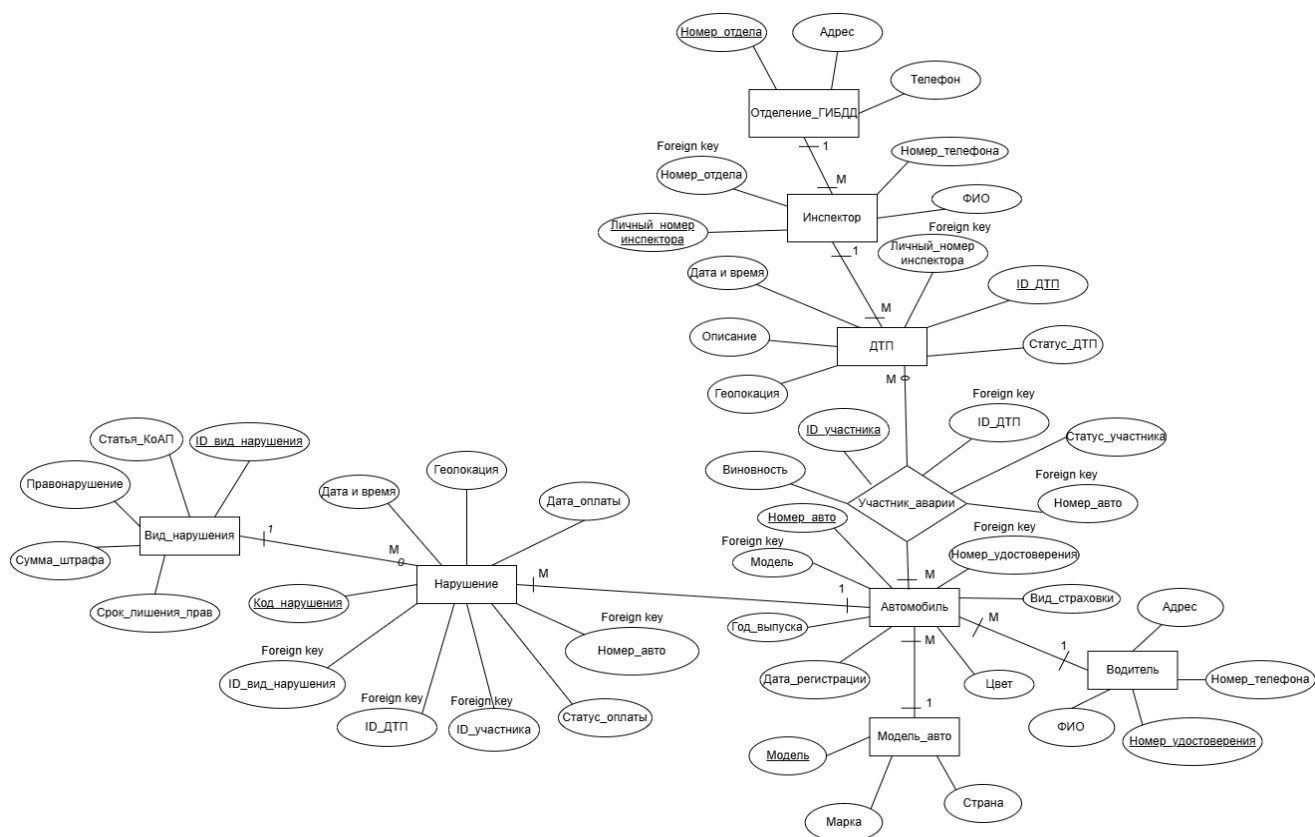 Номер_отдела
Адрес
Телефон
Отделение_ГИБДД
1
Foreign key
Номер_отдела
Номер_телефона
М
Инспектор
ФИО
Личный_номер
инспектора
Foreign key
Личный_номер
инспектора
1
Дата и время
ID_ДТП
М
Описание
ДТП
Статус_ДТП
Геолокация
М
Foreign key
ID_ДТП
ID_участника
Статус_участника
Виновность
Участник_аварии
Foreign key
Номер_авто
Номер_авто
Foreign key
Номер_удостоверения
Foreign key
Модель
М
Автомобиль
Вид_страховки
Год_выпуска
1
М
М
Дата_регистрации
Цвет
1
Адрес
Водитель
Номер_телефона
ФИО
Номер_удостоверения
1
Модель_авто
Модель
Марка
Страна
Статья_КоАП
ID_вид_нарушения
Правонарушение
Вид_нарушения
1
Сумма_штрафа
Срок_лишения_прав
Геолокация
Дата и время
Дата_оплаты
М
0
Нарушение
М
Код_нарушения
Foreign key
Номер_авто
Foreign key
ID_вид_нарушения
Foreign key
ID_ДТП
Foreign key
ID_участника
Статус_оплаты